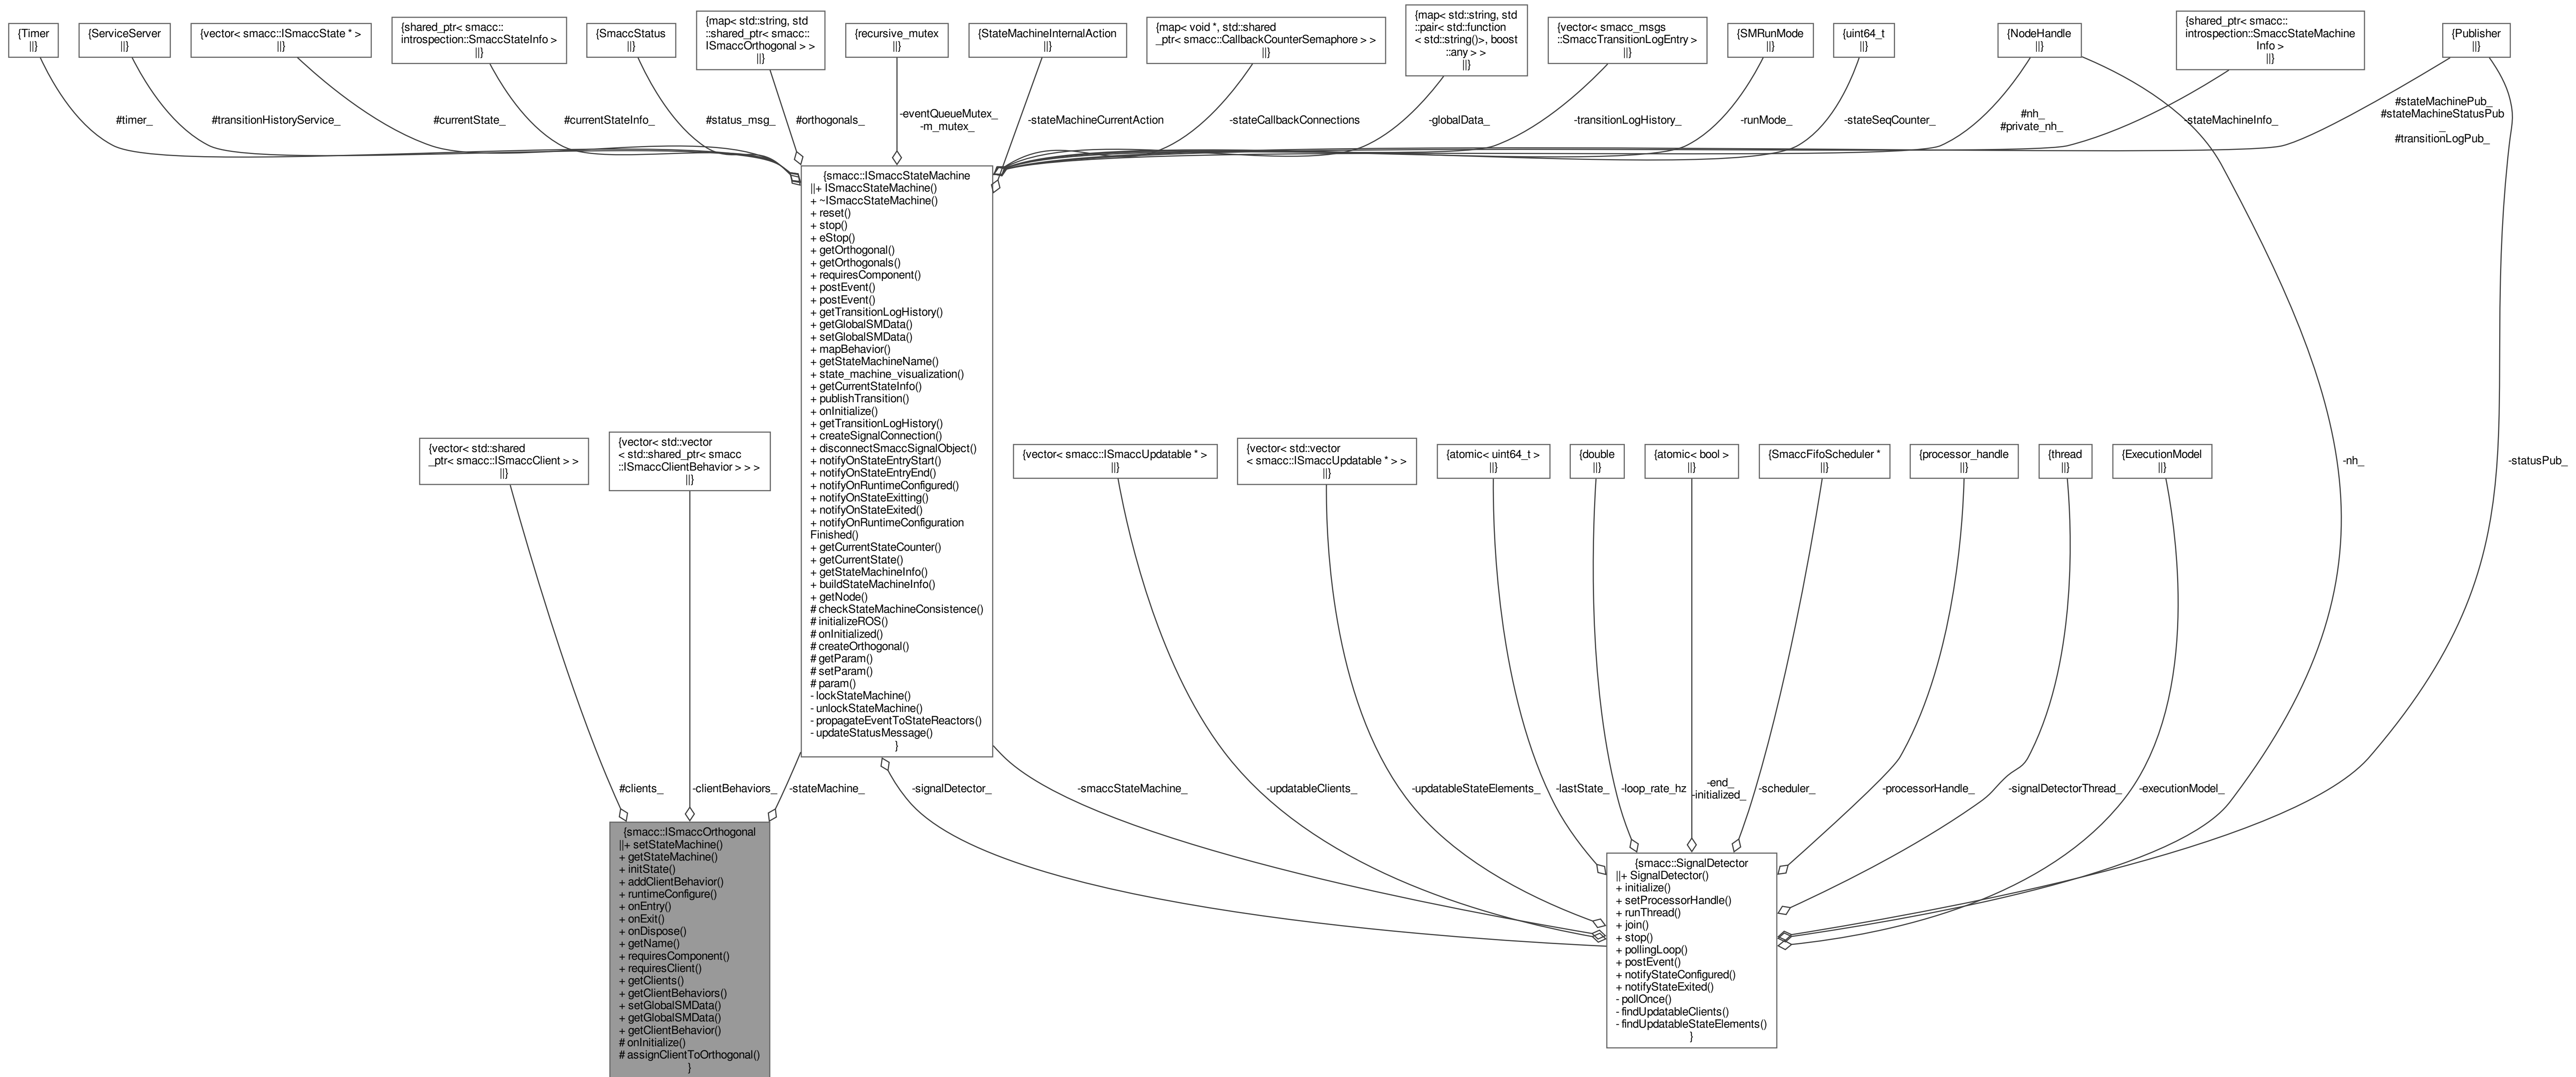 {Timer
||}
{ServiceServer
||}
{vector< smacc::ISmaccState * >
||}
{shared_ptr< smacc::
introspection::SmaccStateInfo >
||}
{SmaccStatus
||}
{map< std::string, std
::shared_ptr< smacc::
ISmaccOrthogonal > >
||}
{recursive_mutex
||}
{StateMachineInternalAction
||}
{map< void *, std::shared
_ptr< smacc::CallbackCounterSemaphore > >
||}
{map< std::string, std
::pair< std::function
< std::string()>, boost
::any > >
||}
{vector< smacc_msgs
::SmaccTransitionLogEntry >
||}
{SMRunMode
||}
{uint64_t
||}
{NodeHandle
||}
{shared_ptr< smacc::
introspection::SmaccStateMachine
Info >
||}
{Publisher
||}
#timer_
#transitionHistoryService_
#currentState_
#currentStateInfo_
#status_msg_
#orthogonals_
-eventQueueMutex_
-m_mutex_
-stateMachineCurrentAction
-stateCallbackConnections
-globalData_
-transitionLogHistory_
-runMode_
-stateSeqCounter_
#nh_
#private_nh_
-stateMachineInfo_
#stateMachinePub_
#stateMachineStatusPub
_
#transitionLogPub_
{smacc::ISmaccStateMachine
||+ ISmaccStateMachine()
+ ~ISmaccStateMachine()
+ reset()
+ stop()
+ eStop()
+ getOrthogonal()
+ getOrthogonals()
+ requiresComponent()
+ postEvent()
+ postEvent()
+ getTransitionLogHistory()
+ getGlobalSMData()
+ setGlobalSMData()
+ mapBehavior()
+ getStateMachineName()
+ state_machine_visualization()
+ getCurrentStateInfo()
+ publishTransition()
+ onInitialize()
+ getTransitionLogHistory()
+ createSignalConnection()
+ disconnectSmaccSignalObject()
+ notifyOnStateEntryStart()
+ notifyOnStateEntryEnd()
+ notifyOnRuntimeConfigured()
+ notifyOnStateExitting()
+ notifyOnStateExited()
+ notifyOnRuntimeConfiguration
Finished()
+ getCurrentStateCounter()
+ getCurrentState()
+ getStateMachineInfo()
+ buildStateMachineInfo()
+ getNode()
# checkStateMachineConsistence()
# initializeROS()
# onInitialized()
# createOrthogonal()
# getParam()
# setParam()
# param()
- lockStateMachine()
- unlockStateMachine()
- propagateEventToStateReactors()
- updateStatusMessage()
}
{vector< std::shared
_ptr< smacc::ISmaccClient > >
||}
{vector< std::vector
< std::shared_ptr< smacc
::ISmaccClientBehavior > > >
||}
{vector< smacc::ISmaccUpdatable * >
||}
{vector< std::vector
< smacc::ISmaccUpdatable * > >
||}
{atomic< uint64_t >
||}
{double
||}
{atomic< bool >
||}
{SmaccFifoScheduler *
||}
{processor_handle
||}
{thread
||}
{ExecutionModel
||}
-nh_
-statusPub_
#clients_
-clientBehaviors_
-stateMachine_
-signalDetector_
-smaccStateMachine_
-updatableClients_
-updatableStateElements_
-lastState_
-loop_rate_hz
-end_
-initialized_
-scheduler_
-processorHandle_
-signalDetectorThread_
-executionModel_
{smacc::ISmaccOrthogonal
||+ setStateMachine()
+ getStateMachine()
+ initState()
+ addClientBehavior()
+ runtimeConfigure()
+ onEntry()
+ onExit()
+ onDispose()
+ getName()
+ requiresComponent()
+ requiresClient()
+ getClients()
+ getClientBehaviors()
+ setGlobalSMData()
+ getGlobalSMData()
+ getClientBehavior()
# onInitialize()
# assignClientToOrthogonal()
}
{smacc::SignalDetector
||+ SignalDetector()
+ initialize()
+ setProcessorHandle()
+ runThread()
+ join()
+ stop()
+ pollingLoop()
+ postEvent()
+ notifyStateConfigured()
+ notifyStateExited()
- pollOnce()
- findUpdatableClients()
- findUpdatableStateElements()
}